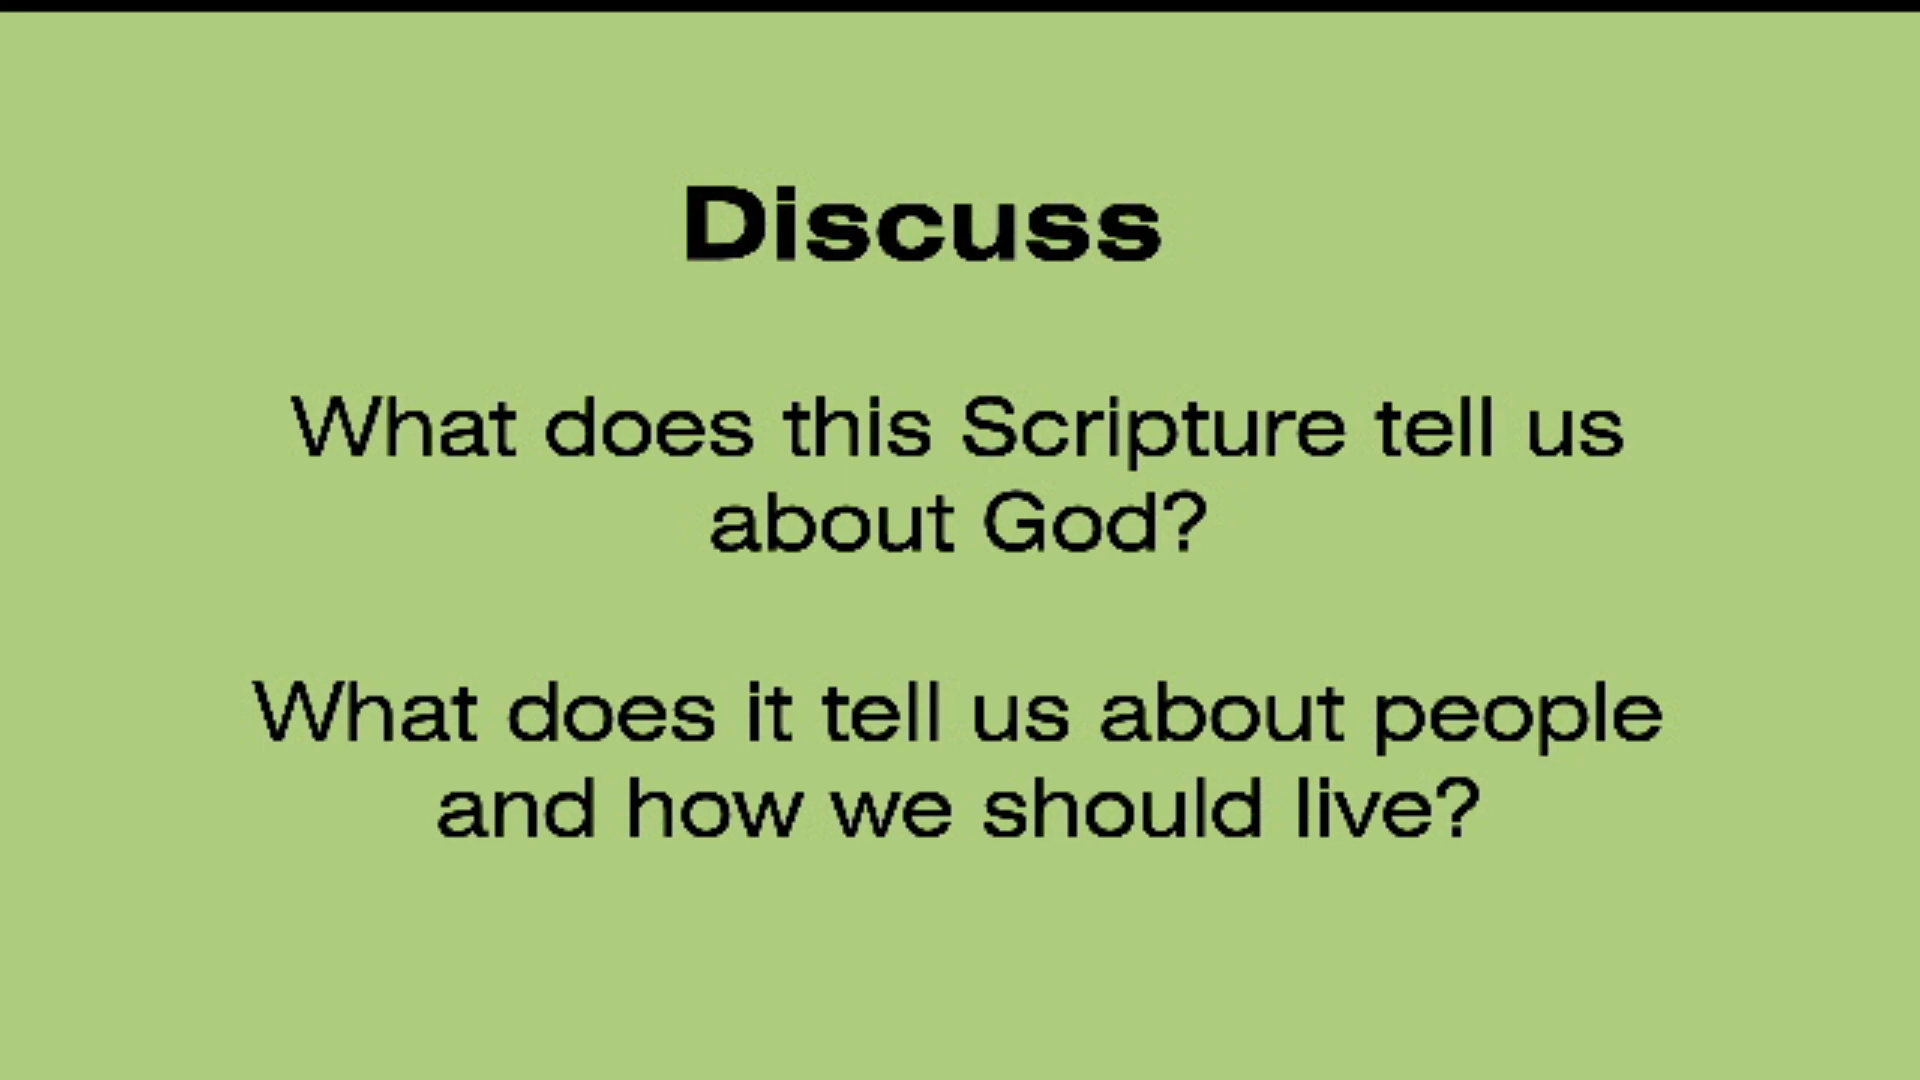 Discuss
What does this Scripture tell us
about God?
What does it tell us about people
and how we should live?